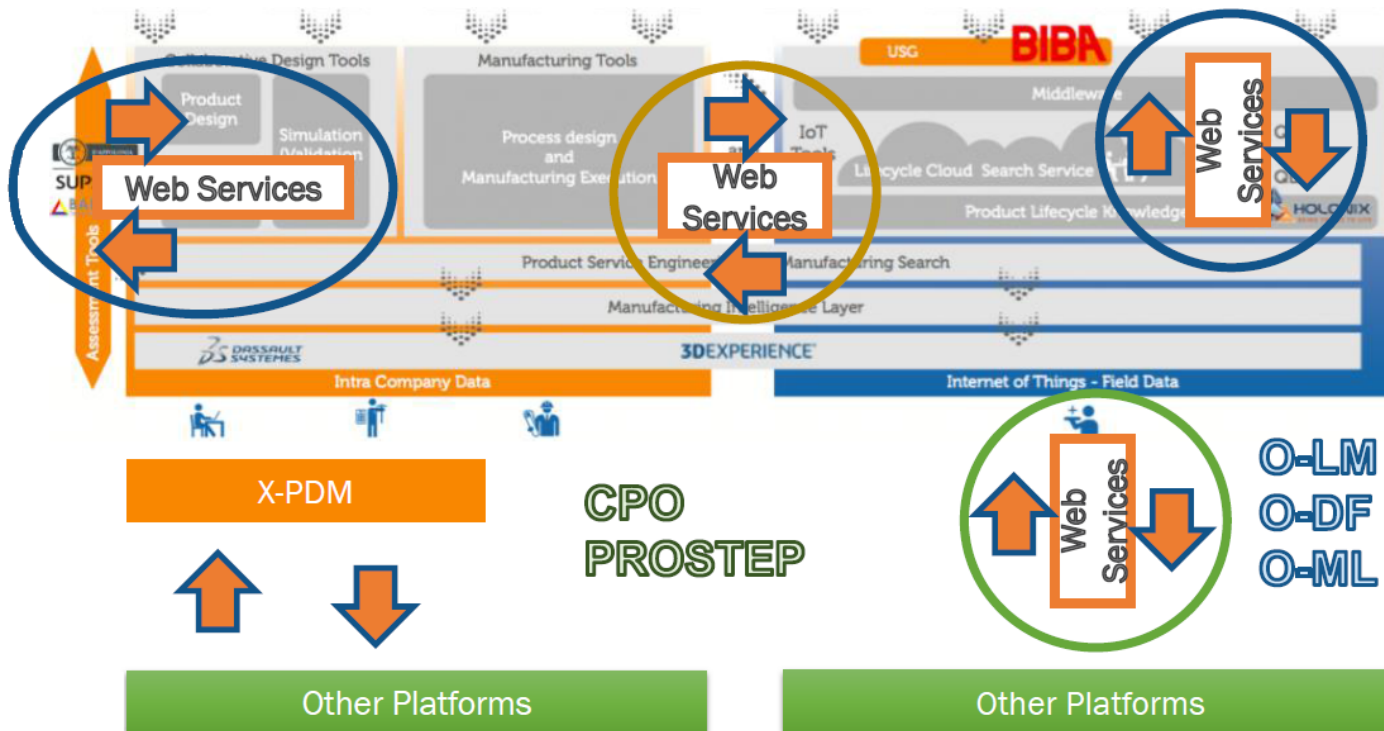 Collaborative Design Tools
Manufacturing Tools
USG
BIBA
Product
Design
Simulation
Process design
and
Manufacturing Execution
Middleware
IoT
Lifecycle Cloud Search Service
Product Lifecycle
HOLONIX
SUP
Web Services
Web
Services
Web
Services
Assessment Tools
Product Service
Manufacturing Search
Manufacturing Intelligence Layer
DASSAULT
SYSTEMES
3DEXPERIENCE
Intra Company Data
Internet of Things - Field Data
X-PDM
CPO
PROSTEP
Web
Services
O-LM
O-DF
O-ML
Other Platforms
Other Platforms